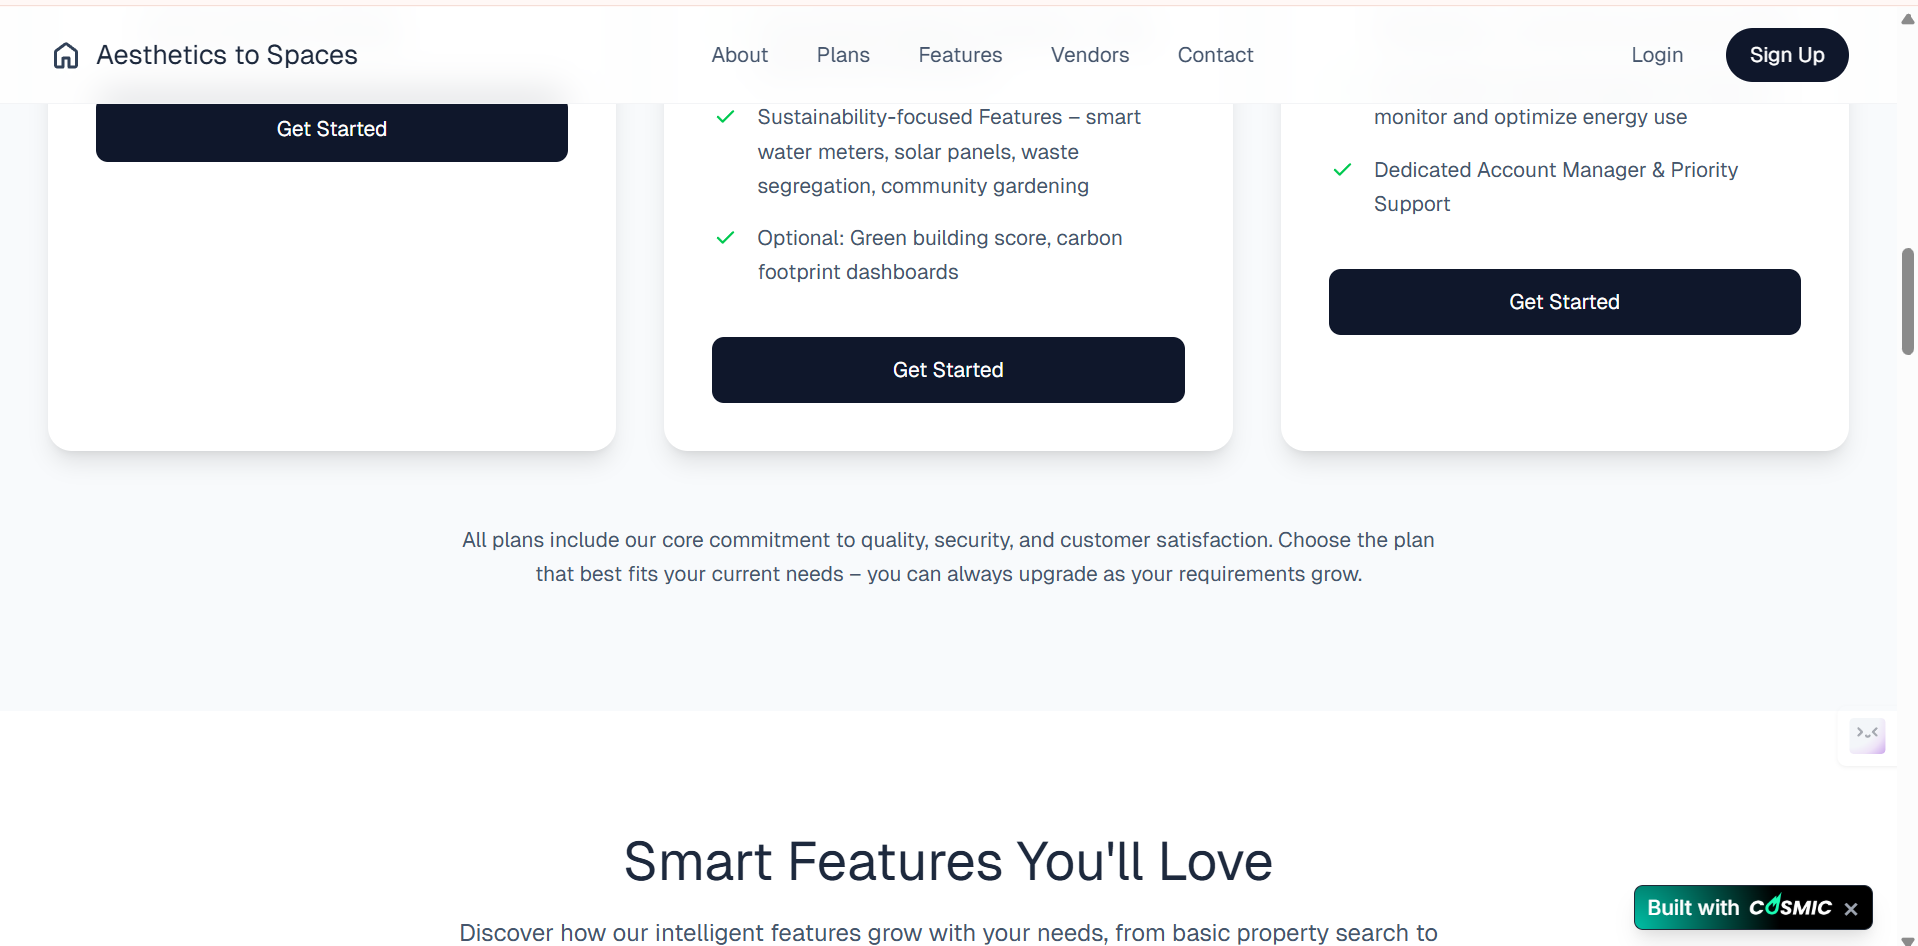 Aesthetics to Spaces
About Plans Features Vendors Contact
Login Sign Up
Get Started
Sustainability-focused Features – smart
water meters, solar panels, waste
segregation, community gardening
Optional: Green building score, carbon
footprint dashboards
Get Started
monitor and optimize energy use
Dedicated Account Manager & Priority
Support
Get Started
All plans include our core commitment to quality, security, and customer satisfaction. Choose the plan
that best fits your current needs – you can always upgrade as your requirements grow.
Smart Features You'll Love
Discover how our intelligent features grow with your needs, from basic property search to
Built with COSMIC